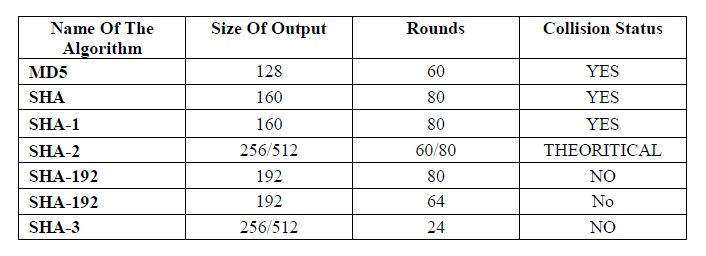 Name Of The Algorithm Size Of Output Rounds Collision Status
MD5 128 60 YES
SHA 160 80 YES
SHA-1 160 80 YES
SHA-2 256/512 60/80 THEORITICAL
SHA-192 192 80 NO
SHA-192 192 64 No
SHA-3 256/512 24 NO